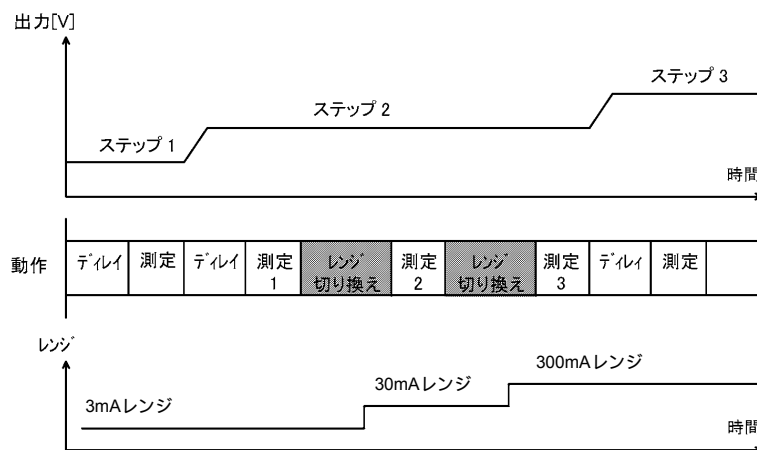 出力[V]
ステップ 3
ステップ 2
ステップ 1
時間
動作
ディレイ
測定
ディレイ
測定
1
レンジ
切り換え
測定
2
レンジ
切り換え
測定
3
ディレィ
測定
レンジ
300mAレンジ
30mAレンジ
3mAレンジ
時間